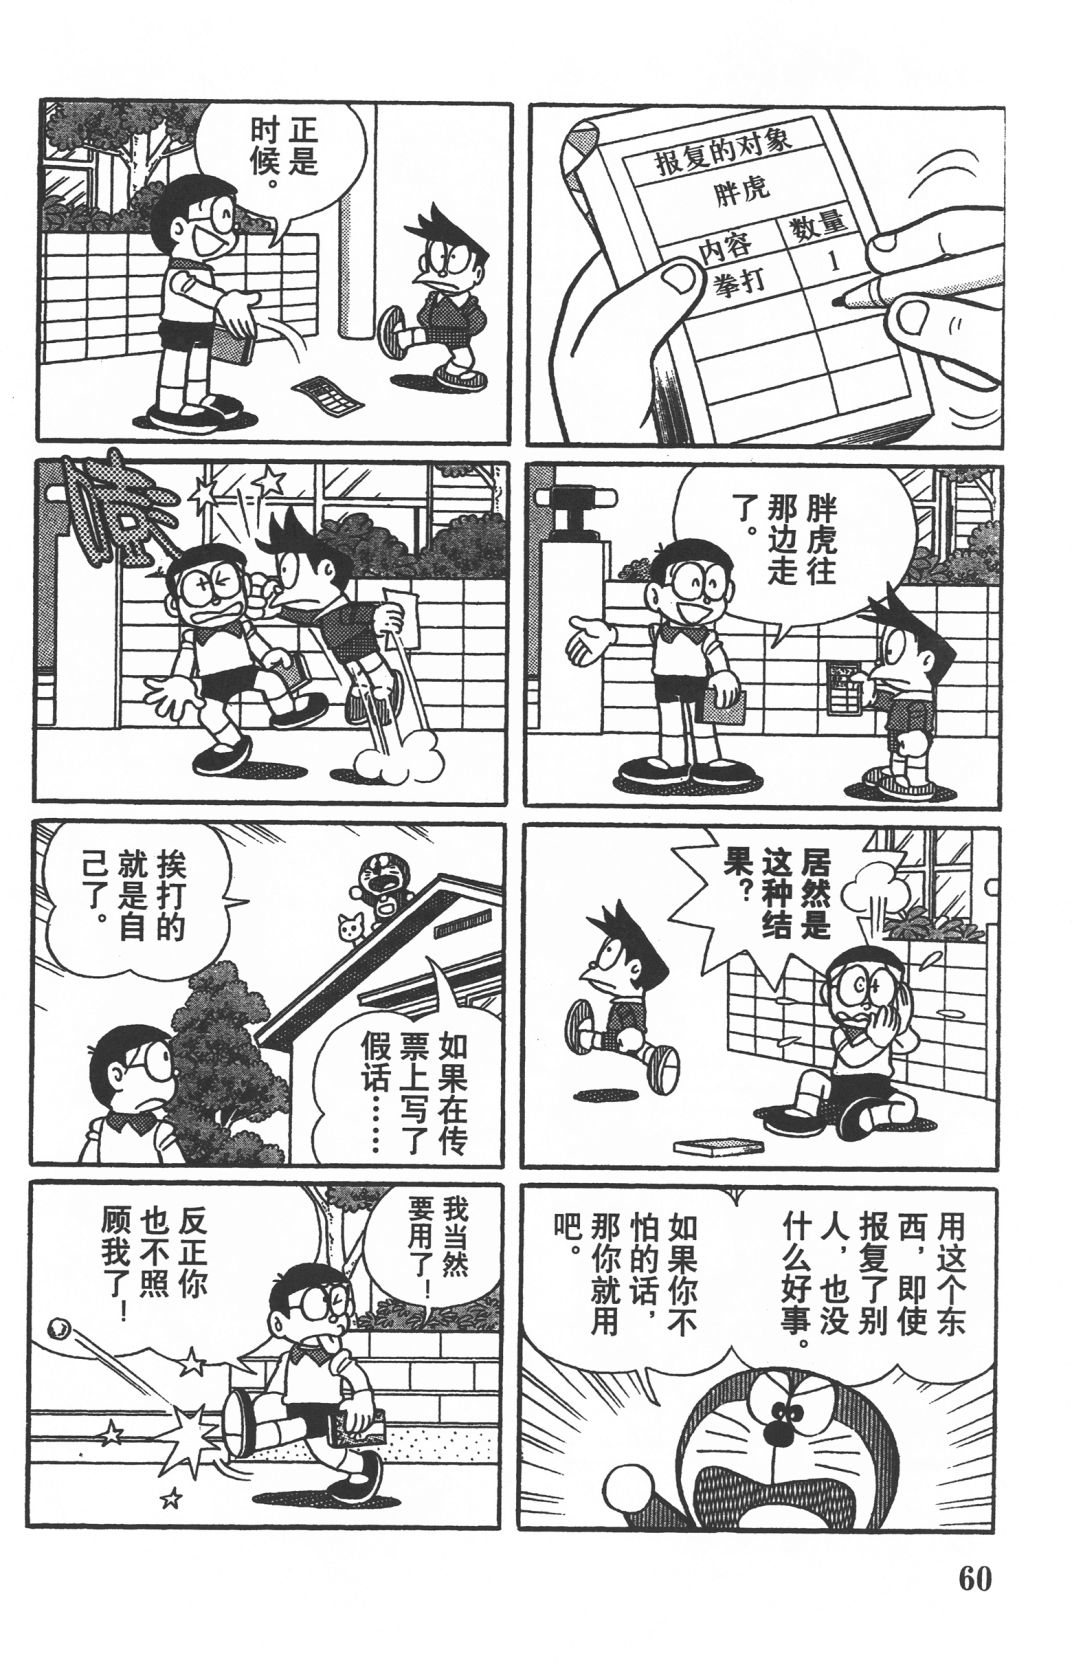 报复的对象
胖虎
内容 数量
拳打 1
正是
时候。
胖虎往
那边走
了。
居然是
这种结
果？
如果在传
票上写了
假话……
挨打的
就是自
己了。
用这个东
西，即使
报复了别
人，也没
什么好事。
如果你不
怕的话，
那你就用
吧。
我当然
要用了！
反正你
也不照
顾我了！
60